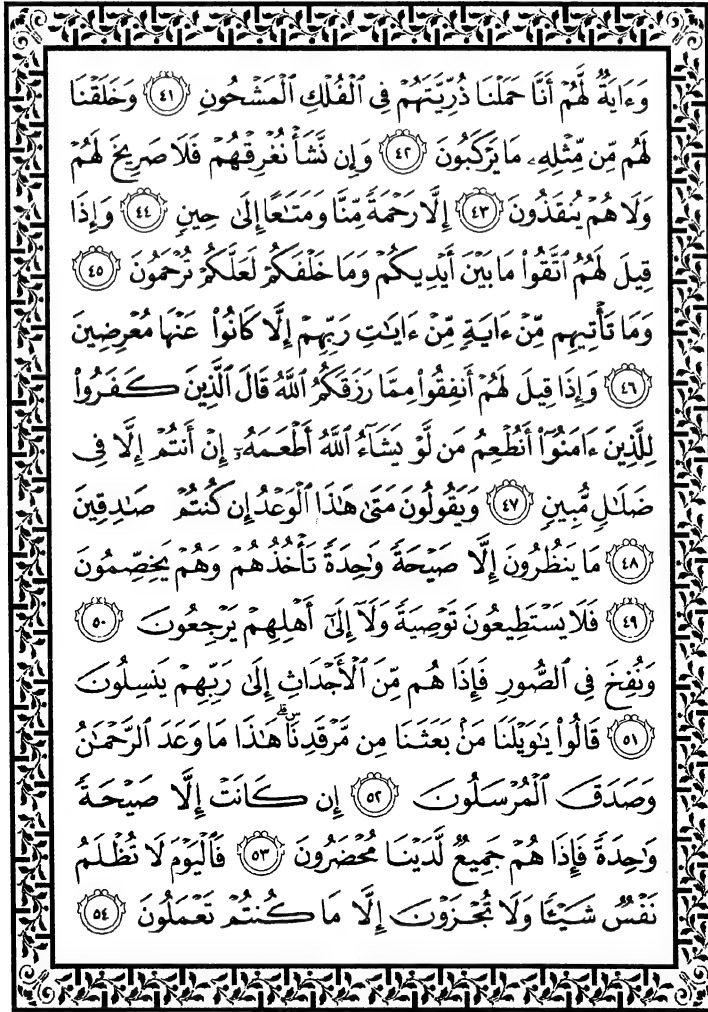 وَءَايَةٌ لَّهُمْ أَنَّا حَمَلْنَا ذُرِّيَّتَهُمْ فِى ٱلْفُلْكِ ٱلْمَشْحُونِ ﴿٤١﴾ وَخَلَقْنَا
لَهُم مِّن مِّثْلِهِۦ مَا يَرْكَبُونَ ﴿٤٢﴾ وَإِن نَّشَأْ نُغْرِقْهُمْ فَلَا صَرِيخَ لَهُمْ
وَلَا هُمْ يُنقَذُونَ ﴿٤٣﴾ إِلَّا رَحْمَةً مِّنَّا وَمَتَـٰعًا إِلَىٰ حِينٍ ﴿٤٤﴾ وَإِذَا
قِيلَ لَهُمُ ٱتَّقُوا۟ مَا بَيْنَ أَيْدِيكُمْ وَمَا خَلْفَكُمْ لَعَلَّكُمْ تُرْحَمُونَ ﴿٤٥﴾
وَمَا تَأْتِيهِم مِّنْ ءَايَةٍ مِّنْ ءَايَـٰتِ رَبِّهِمْ إِلَّا كَانُوا۟ عَنْهَا مُعْرِضِينَ
﴿٤٦﴾ وَإِذَا قِيلَ لَهُمْ أَنفِقُوا۟ مِمَّا رَزَقَكُمُ ٱللَّهُ قَالَ ٱلَّذِينَ كَفَرُوا۟
لِلَّذِينَ ءَامَنُوٓا۟ أَنُطْعِمُ مَن لَّوْ يَشَآءُ ٱللَّهُ أَطْعَمَهُۥٓ إِنْ أَنتُمْ إِلَّا فِى
ضَلَـٰلٍ مُّبِينٍ ﴿٤٧﴾ وَيَقُولُونَ مَتَىٰ هَـٰذَا ٱلْوَعْدُ إِن كُنتُمْ صَـٰدِقِينَ
﴿٤٨﴾ مَا يَنظُرُونَ إِلَّا صَيْحَةً وَٰحِدَةً تَأْخُذُهُمْ وَهُمْ يَخِصِّمُونَ
﴿٤٩﴾ فَلَا يَسْتَطِيعُونَ تَوْصِيَةً وَلَآ إِلَىٰٓ أَهْلِهِمْ يَرْجِعُونَ ﴿٥٠﴾
وَنُفِخَ فِى ٱلصُّورِ فَإِذَا هُم مِّنَ ٱلْأَجْدَاثِ إِلَىٰ رَبِّهِمْ يَنسِلُونَ
﴿٥١﴾ قَالُوا۟ يَـٰوَيْلَنَا مَنۢ بَعَثَنَا مِن مَّرْقَدِنَا ۜ ۗ هَـٰذَا مَا وَعَدَ ٱلرَّحْمَـٰنُ
وَصَدَقَ ٱلْمُرْسَلُونَ ﴿٥٢﴾ إِن كَانَتْ إِلَّا صَيْحَةً
وَٰحِدَةً فَإِذَا هُمْ جَمِيعٌ لَّدَيْنَا مُحْضَرُونَ ﴿٥٣﴾ فَٱلْيَوْمَ لَا تُظْلَمُ
نَفْسٌ شَيْـًٔا وَلَا تُجْزَوْنَ إِلَّا مَا كُنتُمْ تَعْمَلُونَ ﴿٥٤﴾